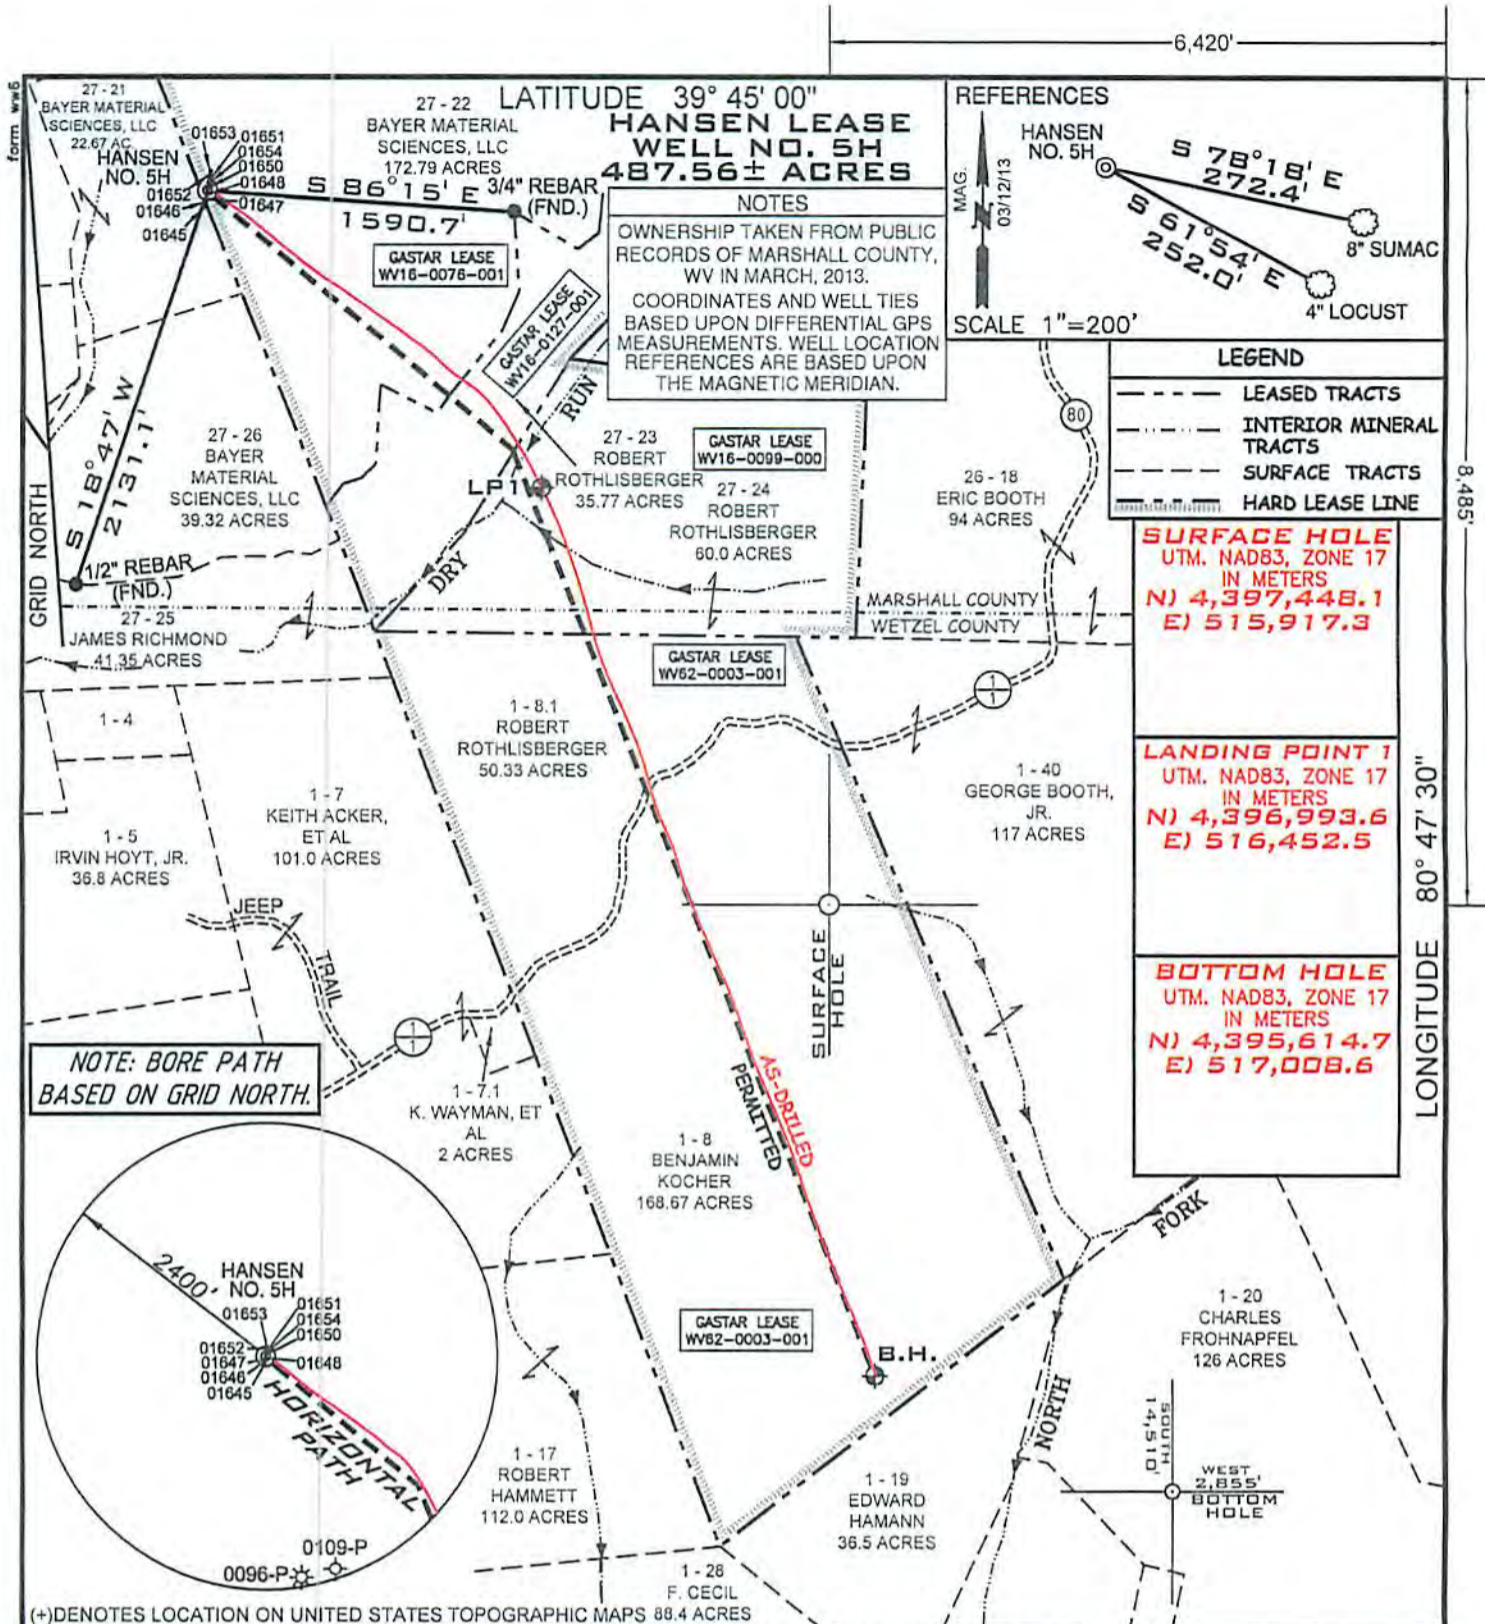 6,420'
form ww6
27 - 21
BAYER MATERIAL
SCIENCES, LLC
22.67 AC.
HANSEN
NO. 5H
01653
01651
01654
01650
01652
01648
01646
01647
01645
27 - 22
BAYER MATERIAL
SCIENCES, LLC
172.79 ACRES
LATITUDE 39° 45' 00"
HANSEN LEASE
WELL NO. 5H
487.56± ACRES
S 86°15' E
1590.7'
3/4" REBAR
(FND.)
GASTAR LEASE
WV16-0076-001
GASTAR LEASE
WV16-0127-001
NOTES
OWNERSHIP TAKEN FROM PUBLIC
RECORDS OF MARSHALL COUNTY,
WV IN MARCH, 2013.
COORDINATES AND WELL TIES
BASED UPON DIFFERENTIAL GPS
MEASUREMENTS. WELL LOCATION
REFERENCES ARE BASED UPON
THE MAGNETIC MERIDIAN.
REFERENCES
MAG.
N
03/12/13
HANSEN
NO. 5H
S 78°18' E
272.4'
S 61°54' E
252.0'
8" SUMAC
4" LOCUST
SCALE 1"=200'
LEGEND
LEASED TRACTS
INTERIOR MINERAL
TRACTS
SURFACE TRACTS
HARD LEASE LINE
8,485'
GRID NORTH
S 18°47' W
2131.1'
1/2" REBAR
(FND.)
27 - 26
BAYER
MATERIAL
SCIENCES, LLC
39.32 ACRES
RUN
DRY
LP1
27 - 23
ROBERT
ROTHLISBERGER
35.77 ACRES
GASTAR LEASE
WV16-0099-000
27 - 24
ROBERT
ROTHLISBERGER
60.0 ACRES
26 - 18
ERIC BOOTH
94 ACRES
80
MARSHALL COUNTY
WETZEL COUNTY
SURFACE HOLE
UTM. NAD83, ZONE 17
IN METERS
N) 4,397,448.1
E) 515,917.3
LANDING POINT 1
UTM. NAD83, ZONE 17
IN METERS
N) 4,396,993.6
E) 516,452.5
BOTTOM HOLE
UTM. NAD83, ZONE 17
IN METERS
N) 4,395,614.7
E) 517,008.6
LONGITUDE 80° 47' 30"
27 - 25
JAMES RICHMOND
41.35 ACRES
1 - 4
1 - 5
IRVIN HOYT, JR.
36.8 ACRES
1 - 7
KEITH ACKER,
ET AL
101.0 ACRES
1 - 8.1
ROBERT
ROTHLISBERGER
50.33 ACRES
GASTAR LEASE
WV62-0003-001
1
1
1 - 40
GEORGE BOOTH,
JR.
117 ACRES
JEEP
TRAIL
1
1
SURFACE
HOLE
NOTE: BORE PATH
BASED ON GRID NORTH.
1 - 7.1
K. WAYMAN, ET
AL
2 ACRES
AS-DRILLED
PERMITTED
1 - 8
BENJAMIN
KOCHER
168.67 ACRES
FORK
NORTH
2400'
HANSEN
NO. 5H
01653
01651
01654
01650
01652
01647
01648
01646
01645
HORIZONTAL
PATH
0109-P
0096-P
GASTAR LEASE
WV62-0003-001
B.H.
1 - 17
ROBERT
HAMMETT
112.0 ACRES
1 - 19
EDWARD
HAMANN
36.5 ACRES
1 - 20
CHARLES
FROHNAPFEL
126 ACRES
SOUTH
14,510'
WEST
2,855'
BOTTOM
HOLE
1 - 28
F. CECIL
88.4 ACRES
(+)DENOTES LOCATION ON UNITED STATES TOPOGRAPHIC MAPS